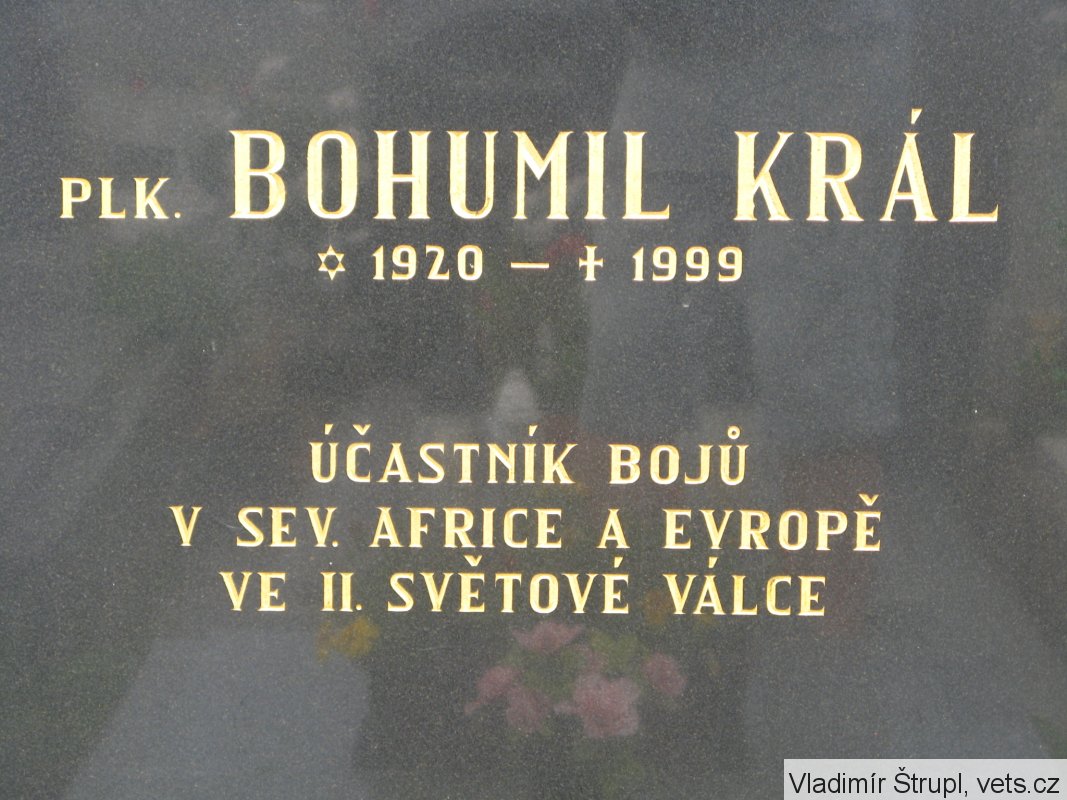 PLK. BOHUMIL KRÁL
✡ 1920 — ✝ 1999
ÚČASTNÍK BOJŮ
V SEV. AFRICE A EVROPĚ
VE II. SVĚTOVÉ VÁLCE
Vladimír Štrupl, vets.cz